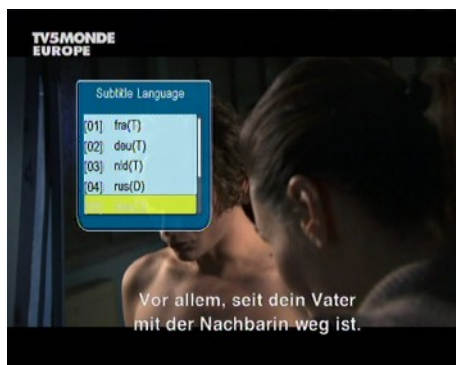 TV5MONDE
EUROPE
Subtitle Language
[01] fra(T)
[02] deu(T)
[03] nld(T)
[04] rus(D)
Vor allem, seit dein Vater
mit der Nachbarin weg ist.